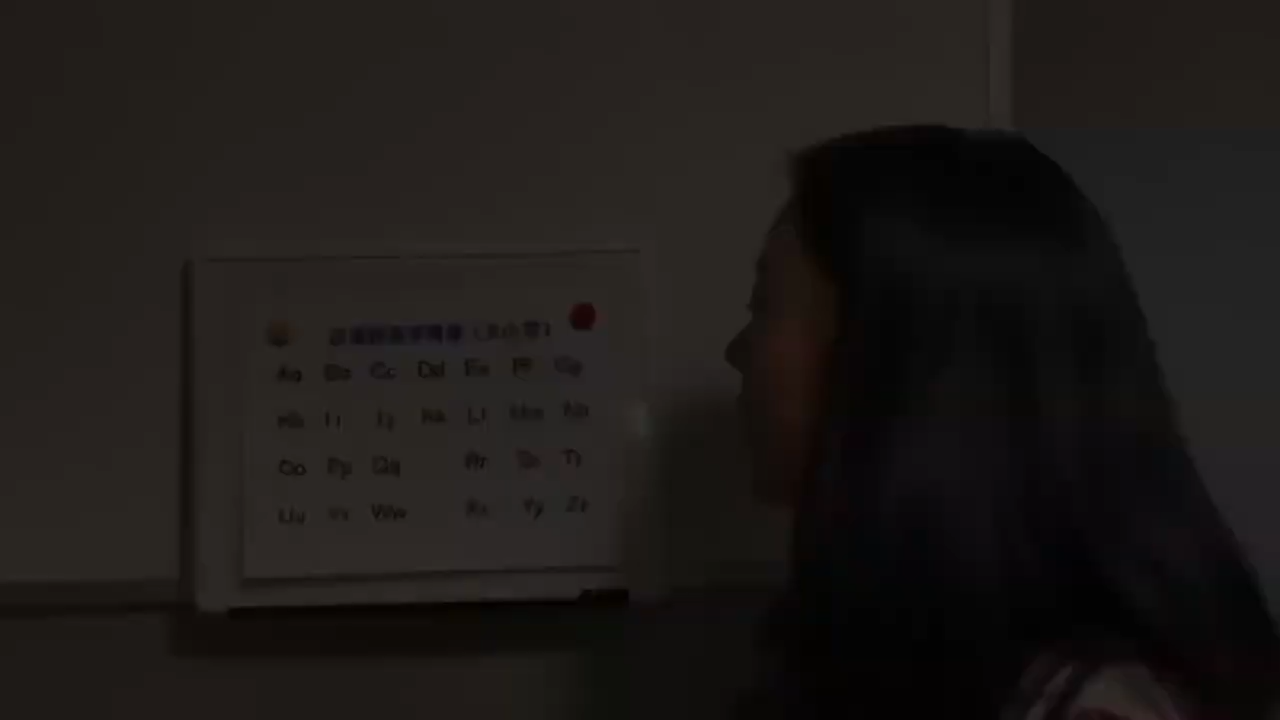 Aa Bb Cc Dd Ee Ff Gg
Hh Ii Jj Kk Ll Mm Nn
Oo Pp Qq Rr Ss Tt
Uu Vv Ww Xx Yy Zz